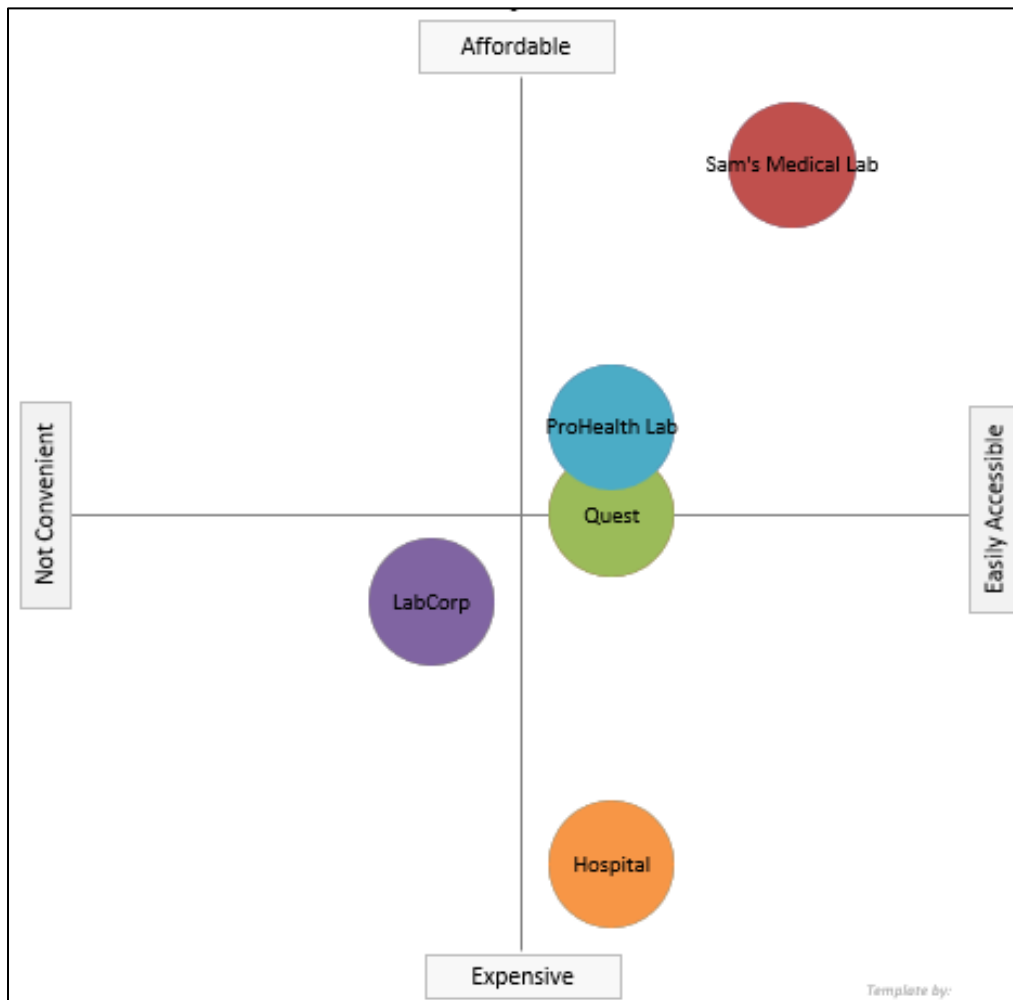 Affordable
Sam's Medical Lab
ProHealth Lab
Not Convenient
Easily Accessible
Quest
LabCorp
Hospital
Expensive
Template by: